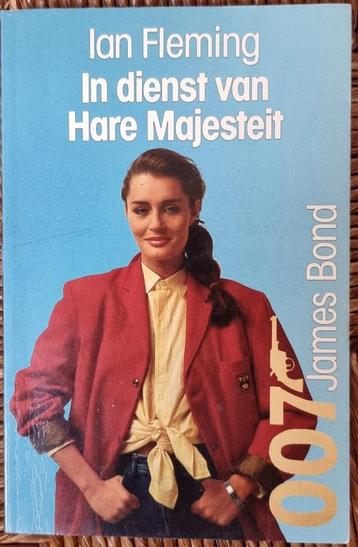 Ian Fleming
In dienst van
Hare Majesteit
James Bond
007